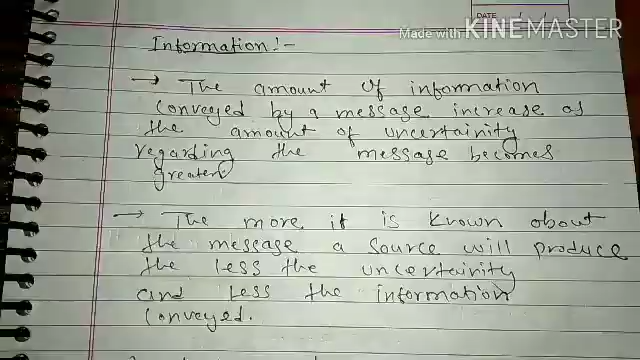 DATE
Made with KINEMASTER
Information:-
→ The amount of information
conveyed by a message increase as
the amount of uncertainity
regarding the message becomes
greater
→ The more it is known about
the message a source will produce
the less the uncertainity
and less the information
conveyed.